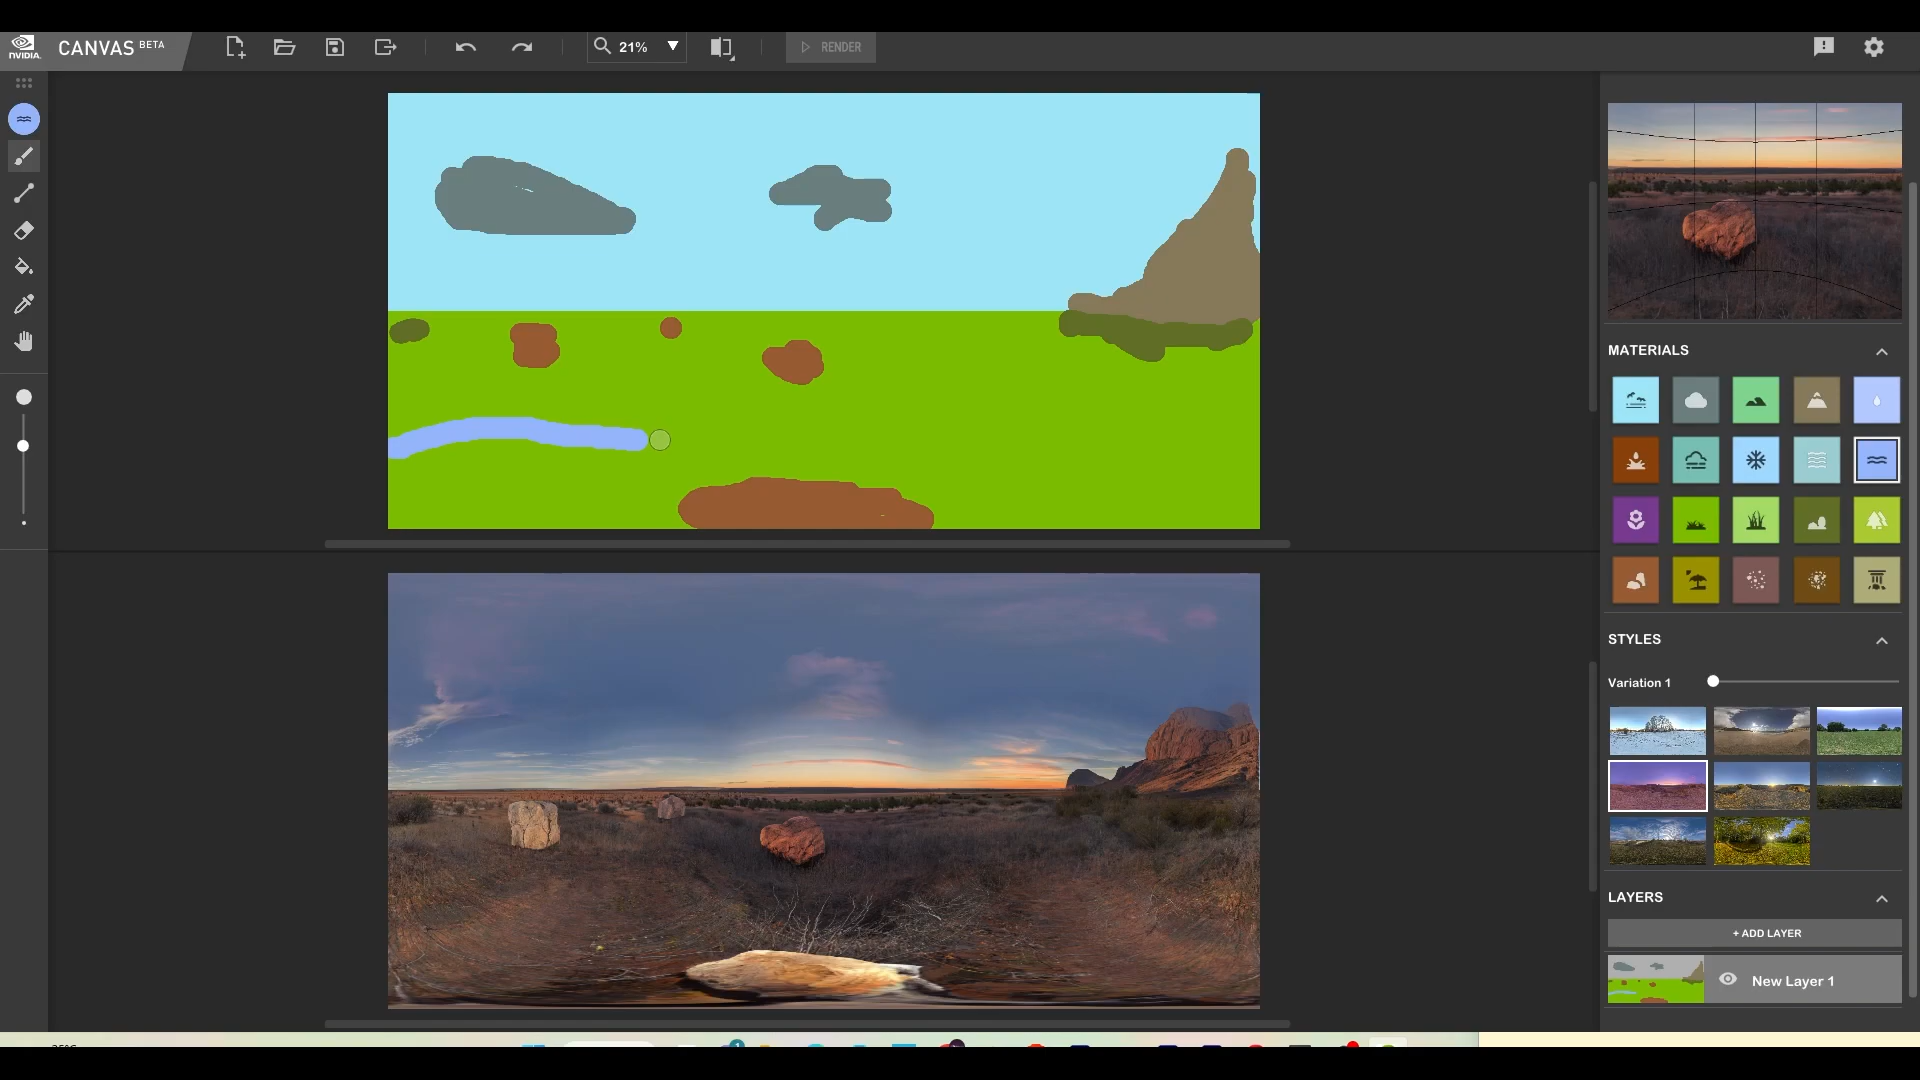 NVIDIA.
CANVAS BETA
21%
RENDER
MATERIALS
STYLES
Variation 1
LAYERS
+ ADD LAYER
New Layer 1